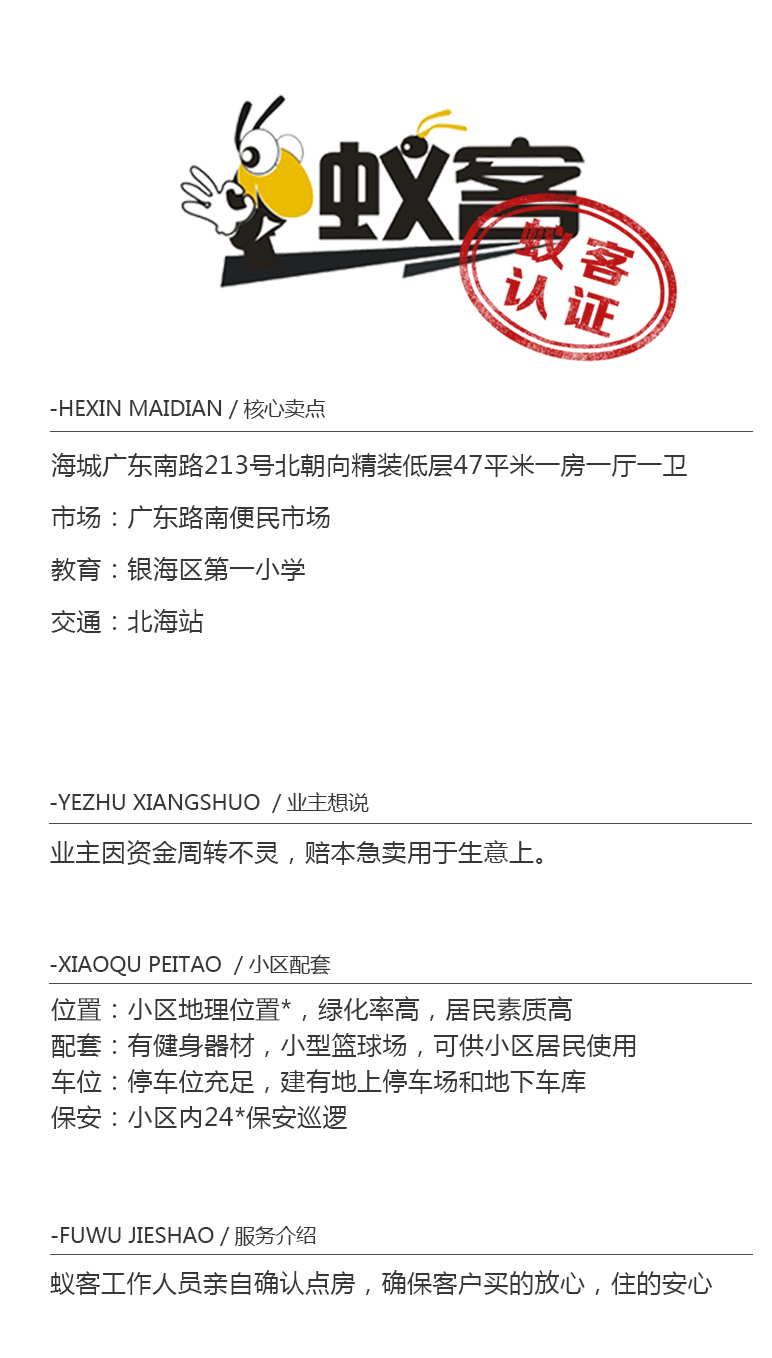 蚁客
蚁客
认证
-HEXIN MAIDIAN / 核心卖点
海城广东南路213号北朝向精装低层47平米一房一厅一卫
市场：广东路南便民市场
教育：银海区第一小学
交通：北海站
-YEZHU XIANGSHUO / 业主想说
业主因资金周转不灵，赔本急卖用于生意上。
-XIAOQU PEITAO / 小区配套
位置：小区地理位置*，绿化率高，居民素质高
配套：有健身器材，小型篮球场，可供小区居民使用
车位：停车位充足，建有地上停车场和地下车库
保安：小区内24*保安巡逻
-FUWU JIESHAO / 服务介绍
蚁客工作人员亲自确认点房，确保客户买的放心，住的安心